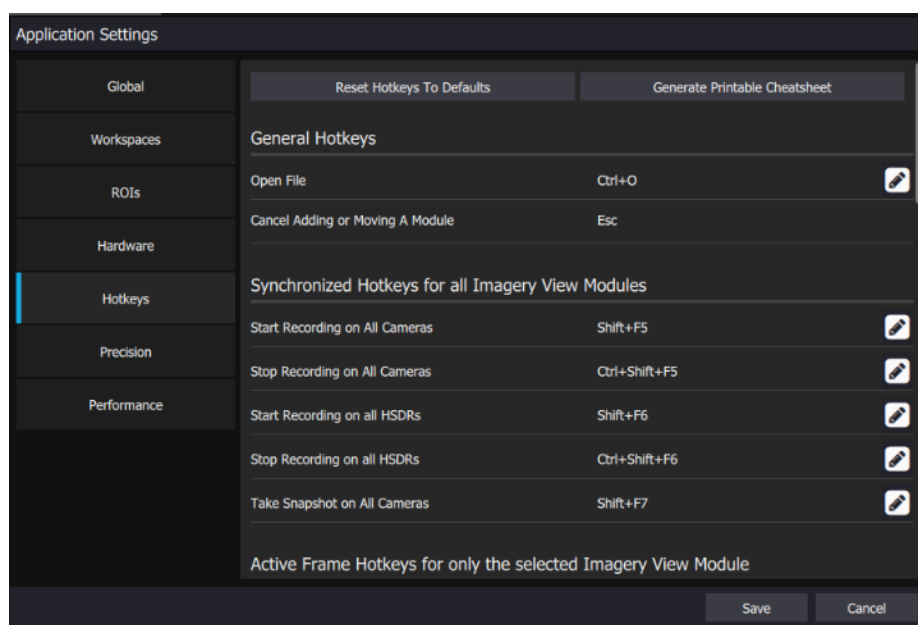 Application Settings
Global
Workspaces
ROIs
Hardware
Hotkeys
Precision
Performance
Reset Hotkeys To Defaults
Generate Printable Cheatsheet
General Hotkeys
Open File Ctrl+O
Cancel Adding or Moving A Module Esc
Synchronized Hotkeys for all Imagery View Modules
Start Recording on All Cameras Shift+F5
Stop Recording on All Cameras Ctrl+Shift+F5
Start Recording on all HSDRs Shift+F6
Stop Recording on all HSDRs Ctrl+Shift+F6
Take Snapshot on All Cameras Shift+F7
Active Frame Hotkeys for only the selected Imagery View Module
Save
Cancel